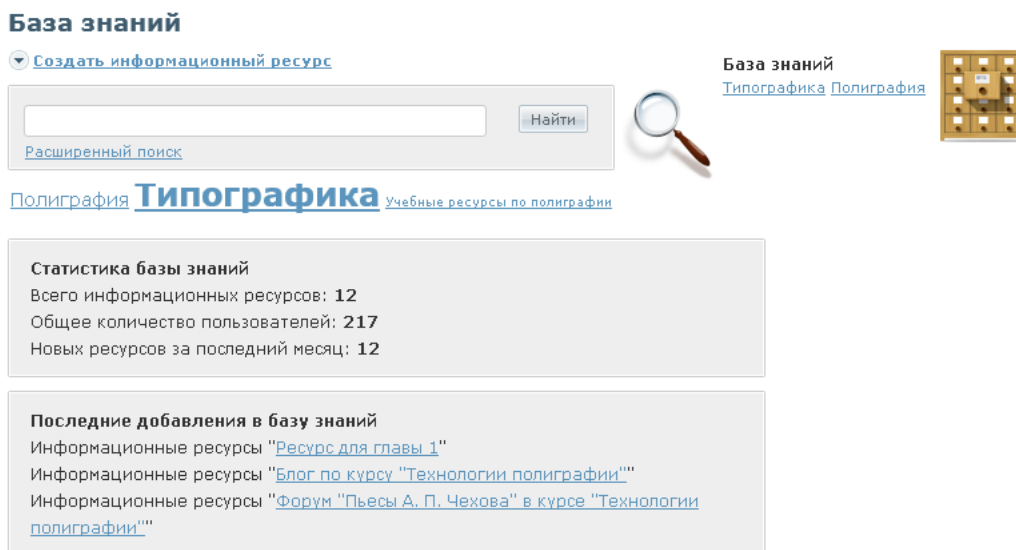 База знаний
Создать информационный ресурс
Найти
Расширенный поиск
База знаний
Типографика Полиграфия
Полиграфия Типографика Учебные ресурсы по полиграфии
Статистика базы знаний
Всего информационных ресурсов: 12
Общее количество пользователей: 217
Новых ресурсов за последний месяц: 12
Последние добавления в базу знаний
Информационные ресурсы "Ресурс для главы 1"
Информационные ресурсы "Блог по курсу "Технологии полиграфии""
Информационные ресурсы "Форум "Пьесы А. П. Чехова" в курсе "Технологии
полиграфии""